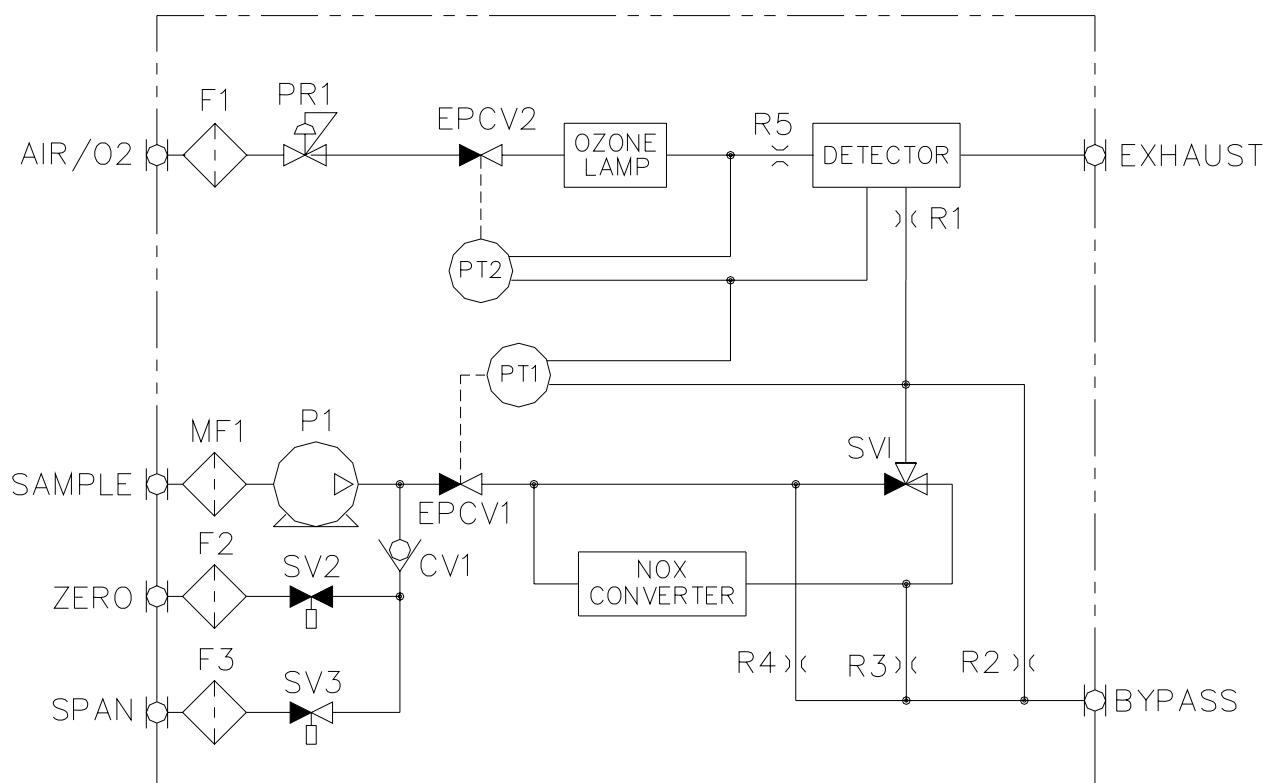 PR1
F1
EPCV2
R5
AIR/O2
OZONE
LAMP
DETECTOR
EXHAUST
R1
PT2
PT1
P1
MF1
SV1
SAMPLE
EPCV1
F2
SV2
CV1
NOX
CONVERTER
ZERO
F3
SV3
R4
R3
R2
SPAN
BYPASS